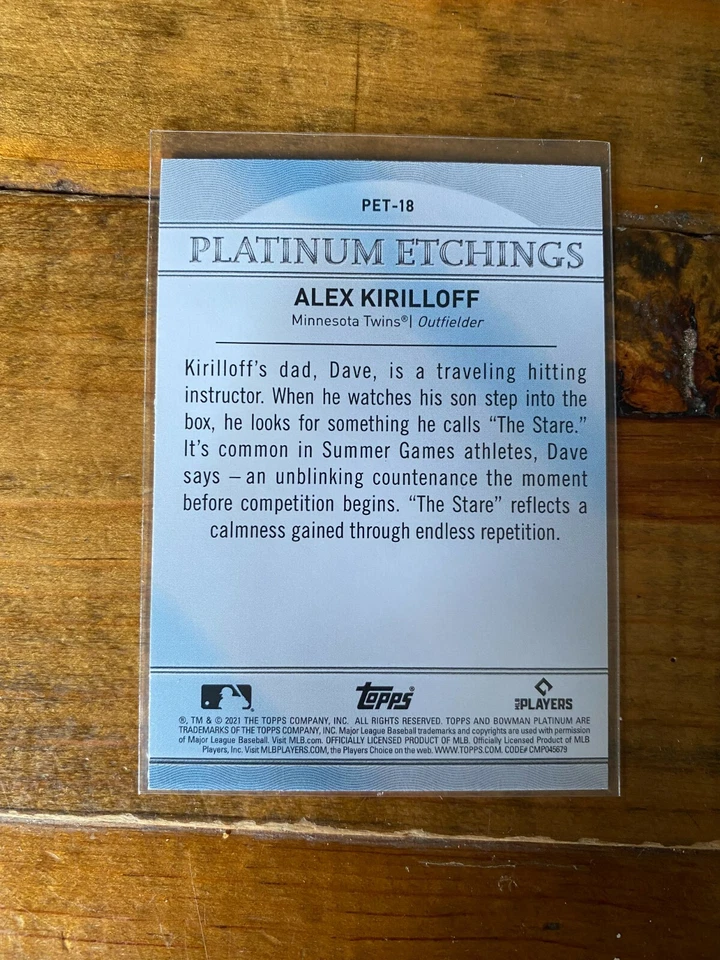 PET-18
PLATINUM ETCHINGS
ALEX KIRILLOFF
Minnesota Twins®| Outfielder
Kirilloff's dad, Dave, is a traveling hitting
instructor. When he watches his son step into the
box, he looks for something he calls “The Stare.”
It's common in Summer Games athletes, Dave
says – an unblinking countenance the moment
before competition begins. “The Stare” reflects a
calmness gained through endless repetition.
Topps®
MLB PLAYERS
®, TM & © 2021 THE TOPPS COMPANY, INC. ALL RIGHTS RESERVED. TOPPS AND BOWMAN PLATINUM ARE
TRADEMARKS OF THE TOPPS COMPANY, INC. Major League Baseball trademarks and copyrights are used with permission
of Major League Baseball. Visit MLB.com. OFFICIALLY LICENSED PRODUCT OF MLB. Officially Licensed Product of MLB
Players, Inc. Visit MLBPLAYERS.COM, the Players Choice on the web. WWW.TOPPS.COM. CODE# CMP045679